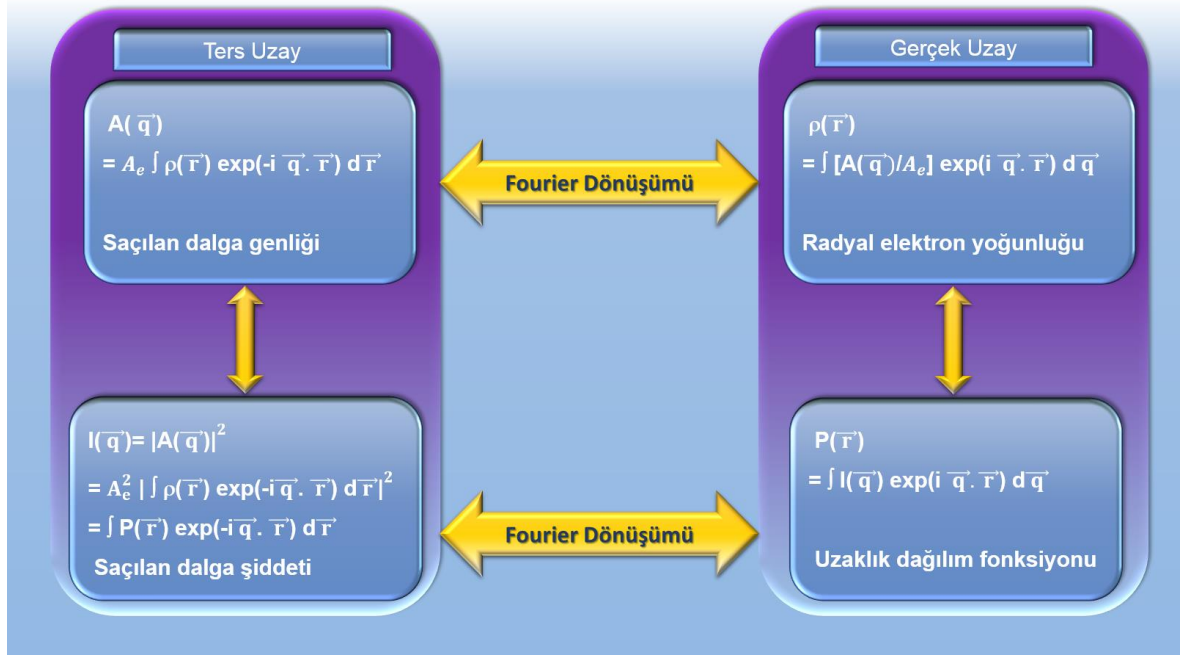 Ters Uzay
A( q⃗ )
= Aₑ ∫ ρ(r⃗) exp(-i q⃗. r⃗) d r⃗
Saçılan dalga genliği
Fourier Dönüşümü
Gerçek Uzay
ρ(r⃗)
= ∫ [A(q⃗)/Aₑ] exp(i q⃗. r⃗) d q⃗
Radyal elektron yoğunluğu
I(q⃗)= |A(q⃗)|²
= Aₑ² | ∫ ρ(r⃗) exp(-i q⃗. r⃗) d r⃗|²
= ∫ P(r⃗) exp(-i q⃗. r⃗) d r⃗
Saçılan dalga şiddeti
Fourier Dönüşümü
P(r⃗)
= ∫ I(q⃗) exp(i q⃗. r⃗) d q⃗
Uzaklık dağılım fonksiyonu